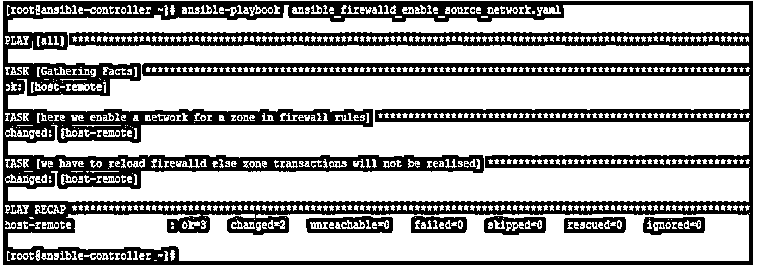 [root@ansible-controller ~]# ansible-playbook ansible_firewalld_enable_source_network.yaml
PLAY [all] ******************************************************************************************************
TASK [Gathering Facts] ******************************************************************************************
ok: [host-remote]
TASK [here we enable a network for a zone in firewall rules] ****************************************************
changed: [host-remote]
TASK [we have to reload firewalld else zone transactions will not be realised] **********************************
changed: [host-remote]
PLAY RECAP ******************************************************************************************************
host-remote : ok=3 changed=2 unreachable=0 failed=0 skipped=0 rescued=0 ignored=0
[root@ansible-controller ~]#